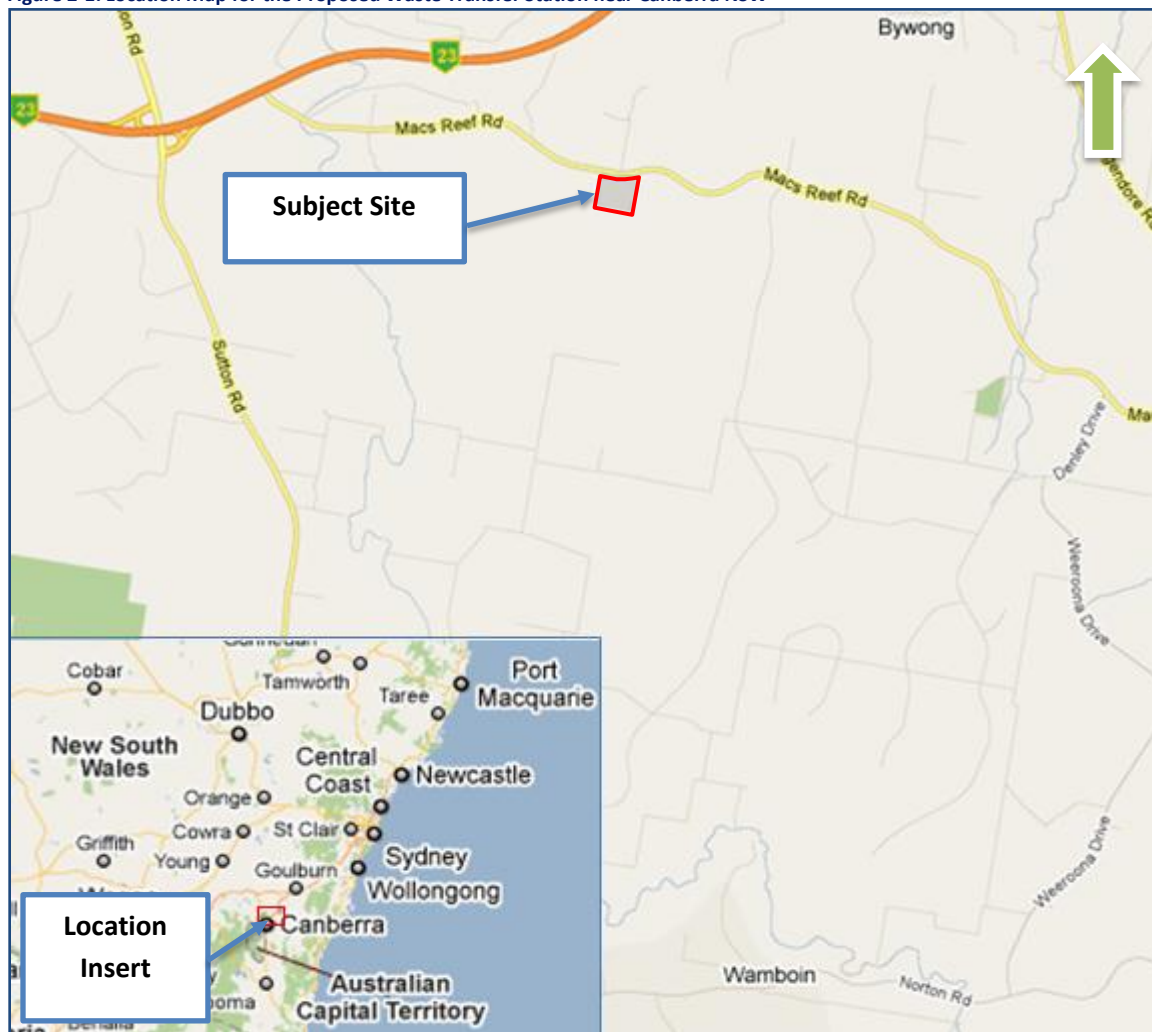 Bywong
23
23
Macs Reef Rd
Macs Reef Rd
Subject Site
Sutton Rd
Denley Drive
Weeroona Drive
Weeroona Drive
Wamboin
Norton Rd
Cobar
Tamworth
Taree
Port
Macquarie
Dubbo
New South
Wales
Central
Coast
Newcastle
Orange
Cowra
St Clair
Sydney
Griffith
Young
Goulburn
Wollongong
Location
Insert
Canberra
Australian
Capital Territory